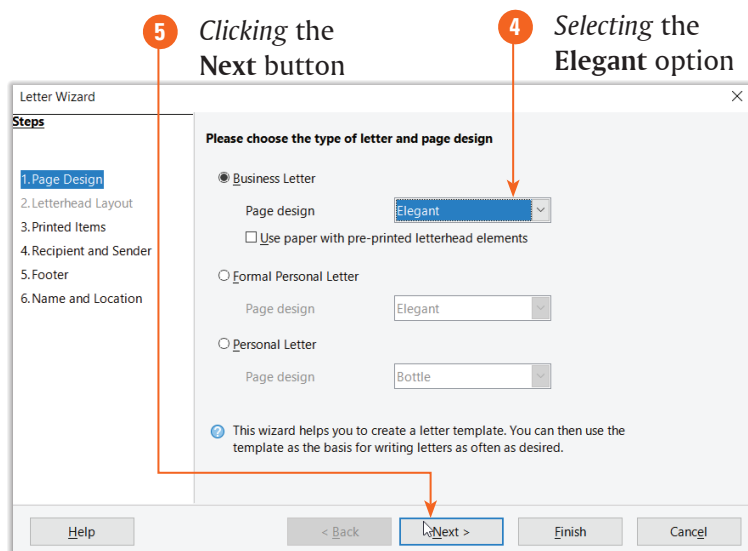 5 Clicking the
Next button
4 Selecting the
Elegant option
Letter Wizard
Steps
1.Page Design
2.Letterhead Layout
3.Printed Items
4.Recipient and Sender
5.Footer
6.Name and Location
Please choose the type of letter and page design
Business Letter
Page design Elegant
Use paper with pre-printed letterhead elements
Formal Personal Letter
Page design Elegant
Personal Letter
Page design Bottle
This wizard helps you to create a letter template. You can then use the
template as the basis for writing letters as often as desired.
Help < Back Next > Finish Cancel